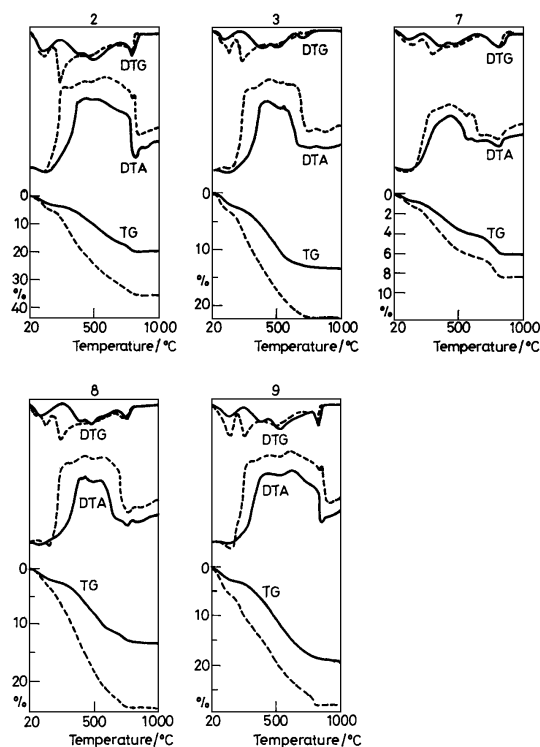 2
DTG
DTA
0
10
20
30
%
40
TG
20 500 1000
Temperature/°C
3
DTG
DTA
0
10
20
%
TG
20 500 1000
Temperature/°C
7
DTG
DTA
0
2
4
6
8
%
10
TG
20 500 1000
Temperature/°C
8
DTG
DTA
0
10
20
%
TG
20 500 1000
Temperature/°C
9
DTG
DTA
0
10
20
%
TG
20 500 1000
Temperature/°C